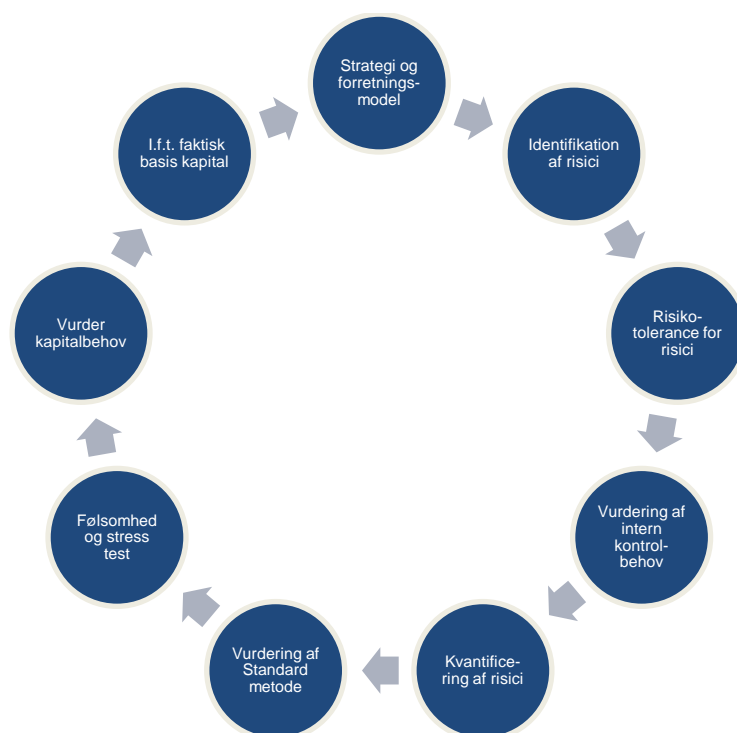 Strategi og
forretnings-
model
Identifikation
af risici
Risiko-
tolerance for
risici
Vurdering af
intern
kontrol-
behov
Kvantifice-
ring af risici
Vurdering af
Standard
metode
Følsomhed
og stress
test
Vurder
kapitalbehov
I.f.t. faktisk
basis kapital